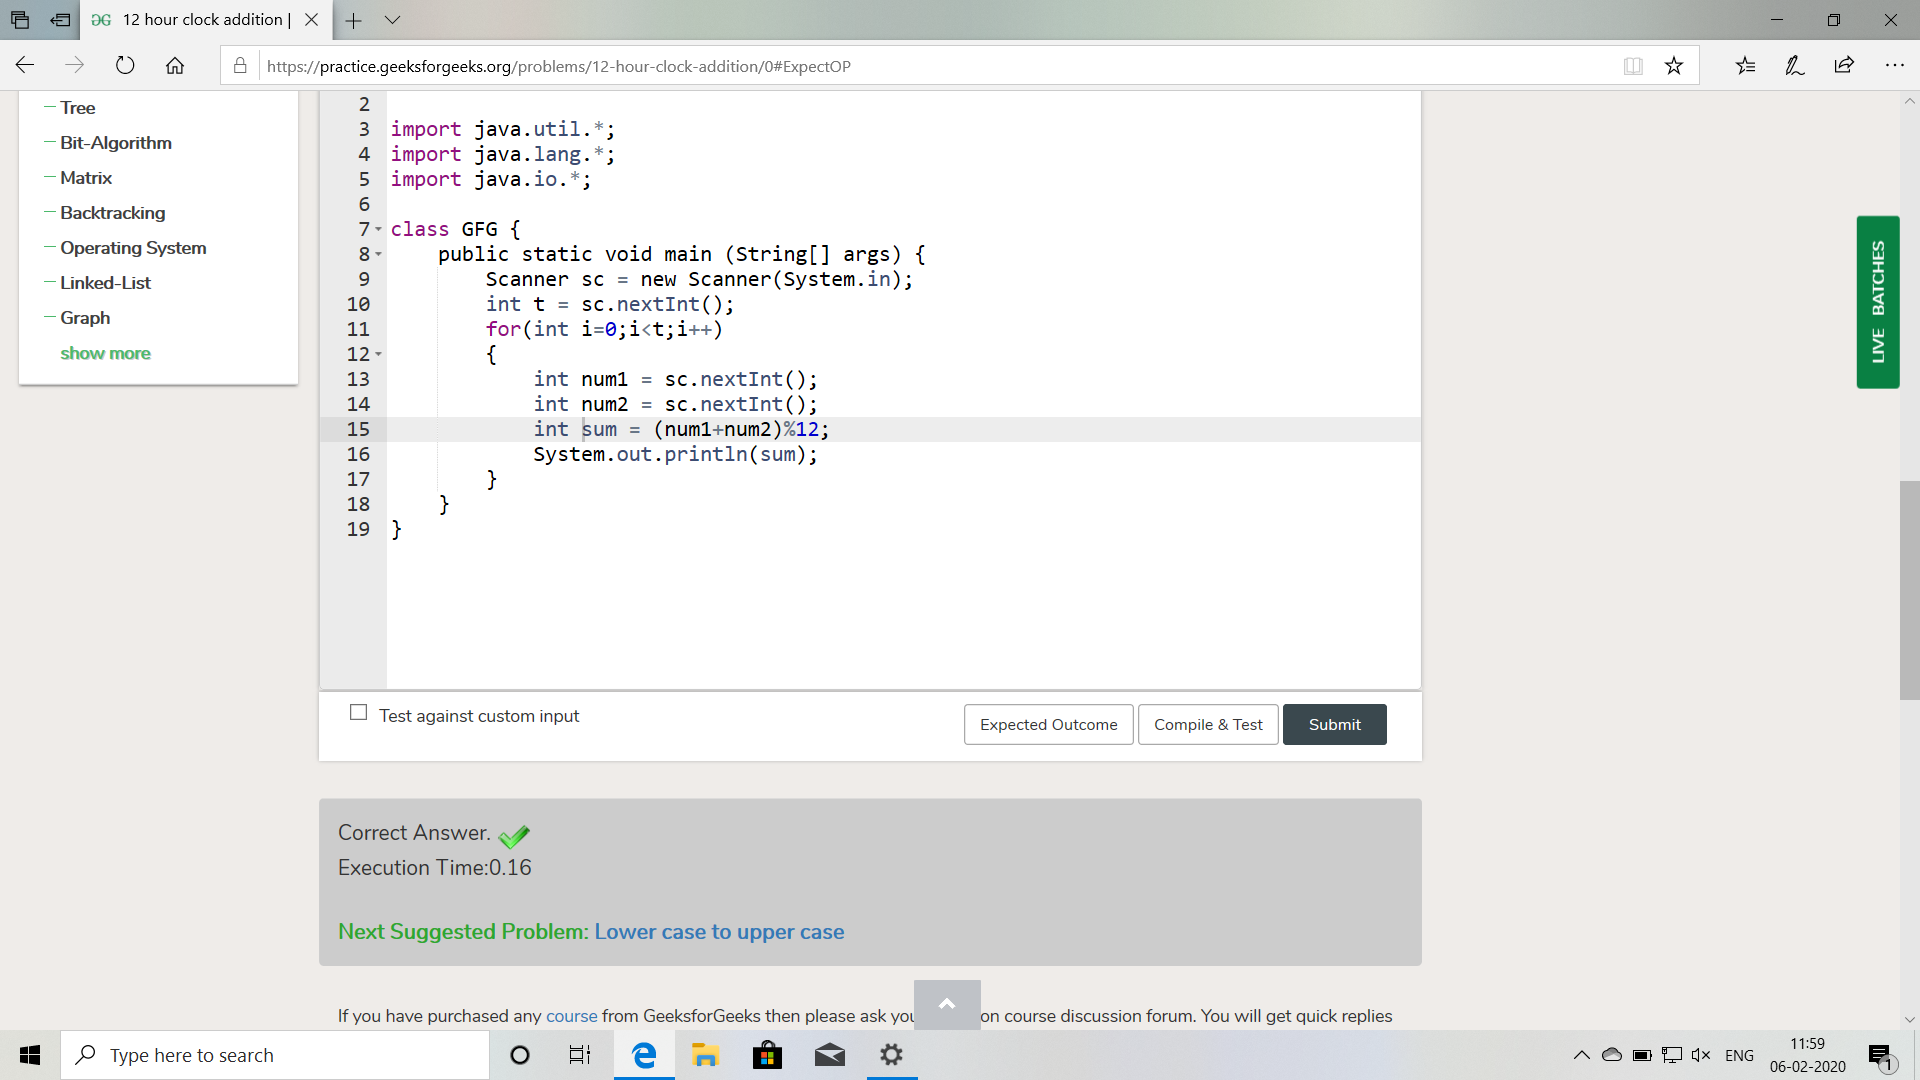 12 hour clock addition |
https://practice.geeksforgeeks.org/problems/12-hour-clock-addition/0#ExpectOP
Tree
Bit-Algorithm
Matrix
Backtracking
Operating System
Linked-List
Graph
show more
2
3 import java.util.*;
4 import java.lang.*;
5 import java.io.*;
6
7 class GFG {
8 public static void main (String[] args) {
9 Scanner sc = new Scanner(System.in);
10 int t = sc.nextInt();
11 for(int i=0;i<t;i++)
12 {
13 int num1 = sc.nextInt();
14 int num2 = sc.nextInt();
15 int sum = (num1+num2)%12;
16 System.out.println(sum);
17 }
18 }
19 }
LIVE BATCHES
Test against custom input
Expected Outcome Compile & Test Submit
Correct Answer.
Execution Time:0.16
Next Suggested Problem: Lower case to upper case
If you have purchased any course from GeeksforGeeks then please ask on course discussion forum. You will get quick replies
Type here to search
ENG
11:59
06-02-2020
1